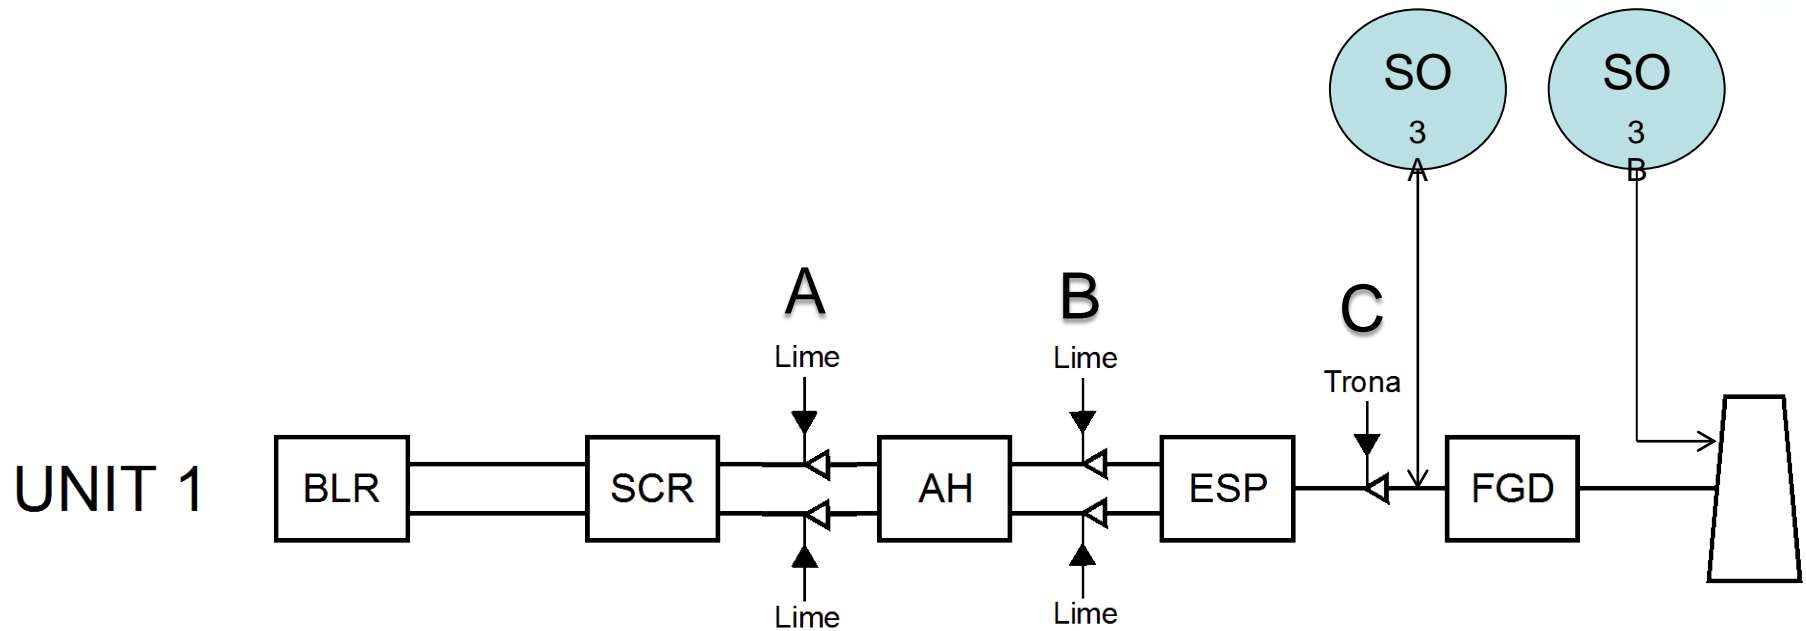 SO
3
A
SO
3
B
A
B
C
Lime
Lime
Trona
UNIT 1
BLR
SCR
AH
ESP
FGD
Lime
Lime